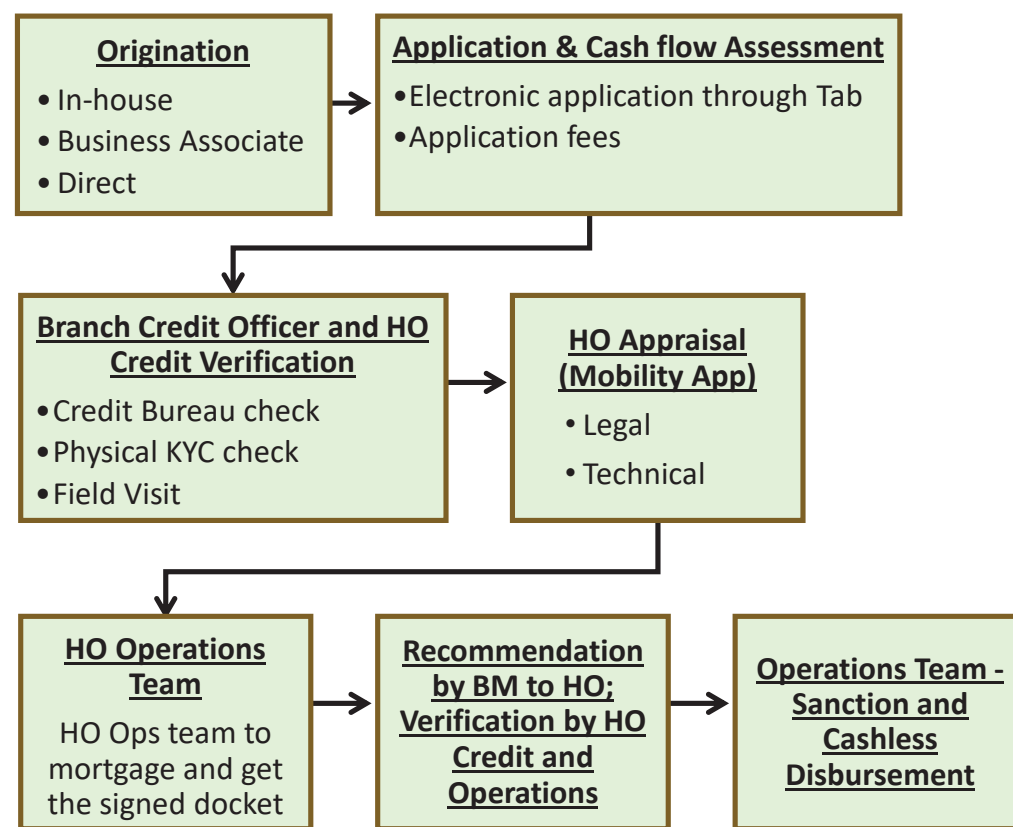 Origination
• In-house
• Business Associate
• Direct
Application & Cash flow Assessment
•Electronic application through Tab
•Application fees
Branch Credit Officer and HO
Credit Verification
•Credit Bureau check
•Physical KYC check
•Field Visit
HO Appraisal
(Mobility App)
• Legal
• Technical
HO Operations
Team
HO Ops team to
mortgage and get
the signed docket
Recommendation
by BM to HO;
Verification by HO
Credit and
Operations
Operations Team -
Sanction and
Cashless
Disbursement